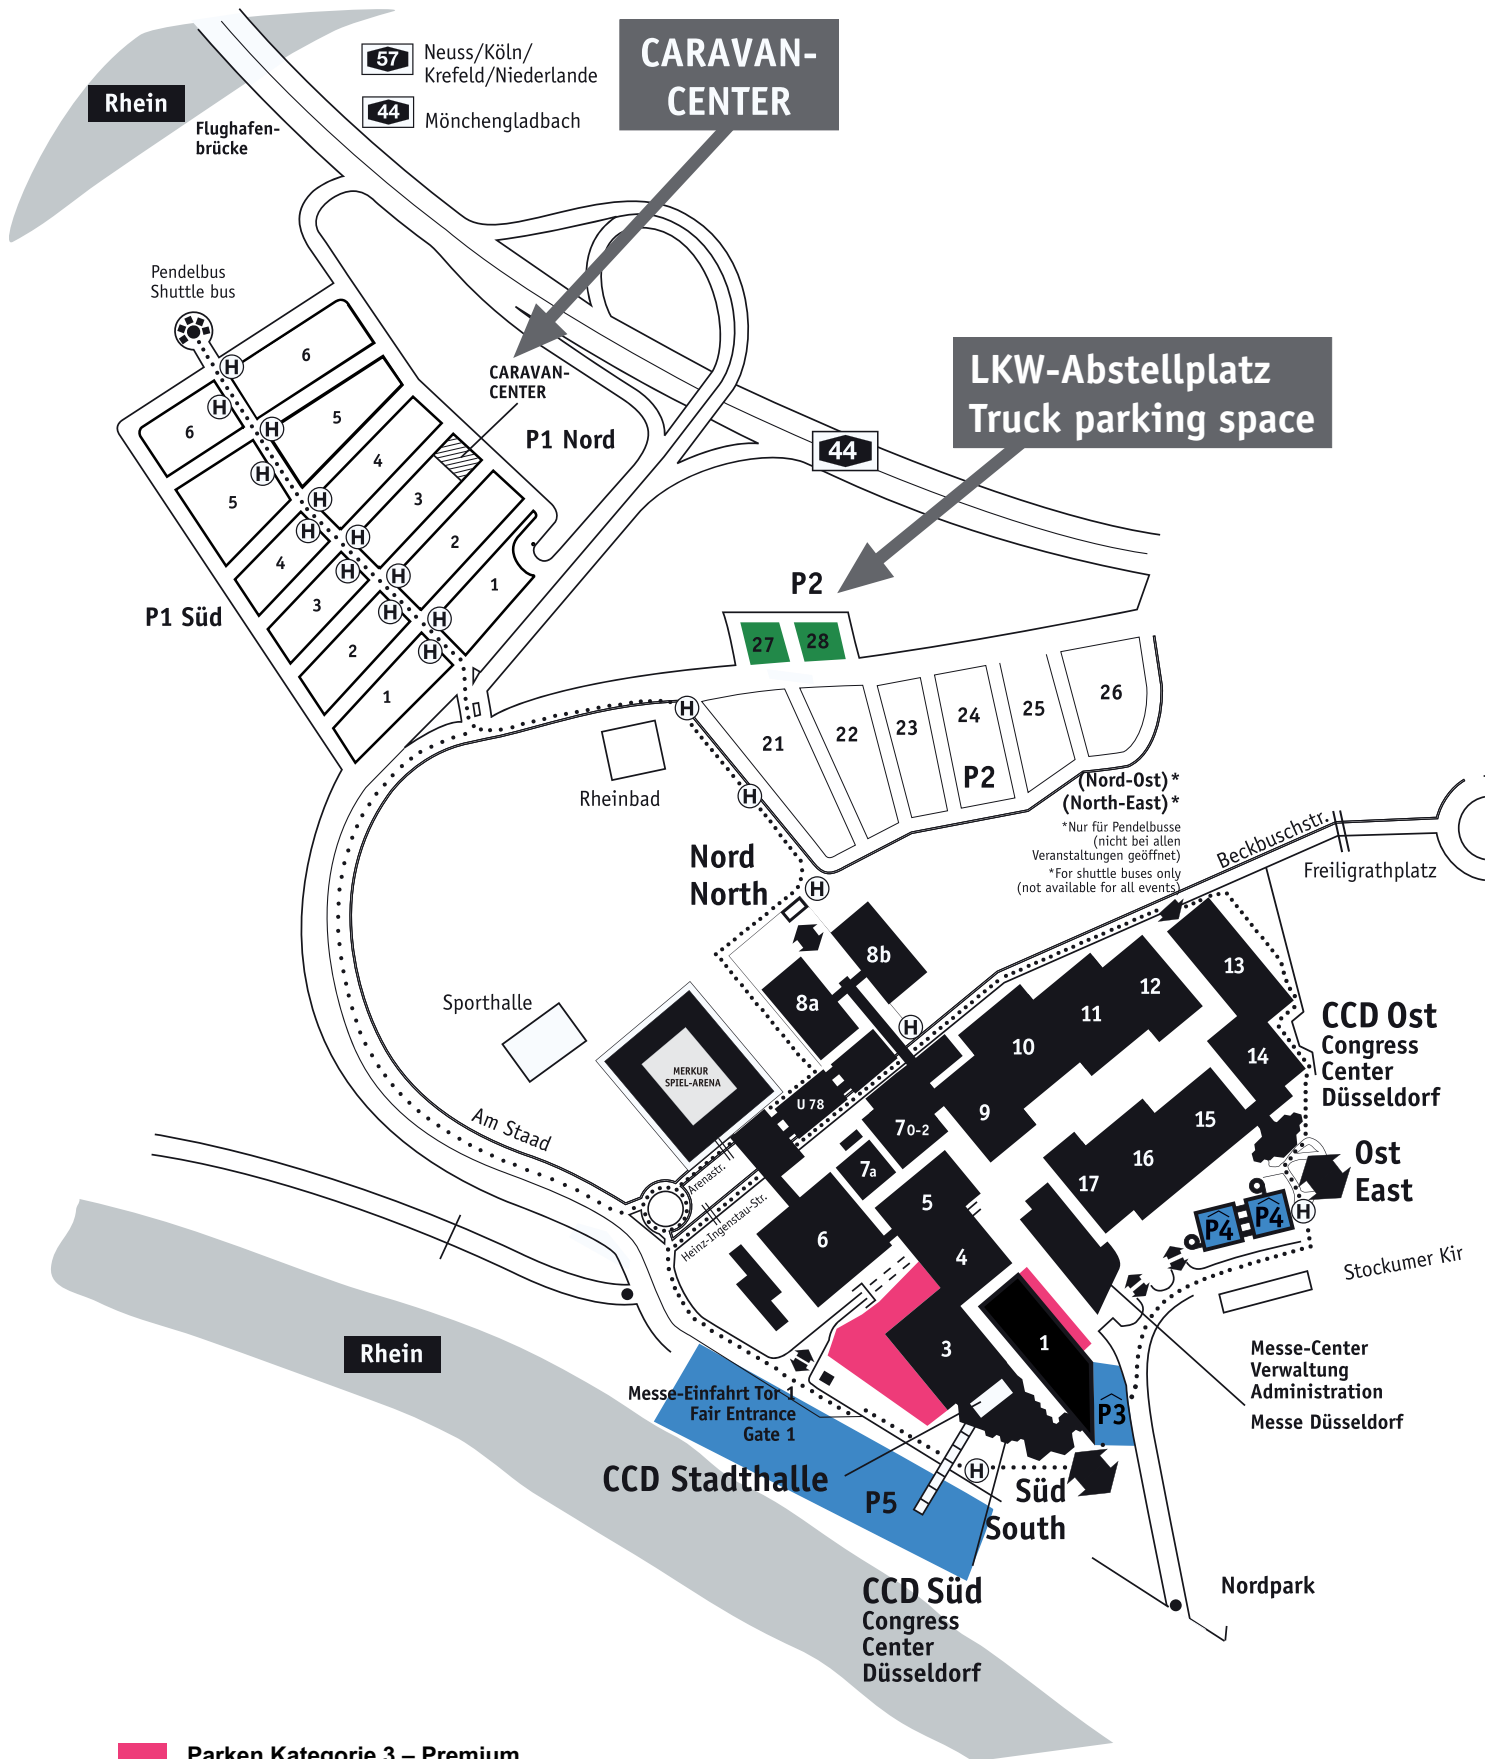 57
Neuss/Köln/
Krefeld/Niederlande
44
Mönchengladbach
CARAVAN-
CENTER
Rhein
Flughafen-
brücke
Pendelbus
Shuttle bus
CARAVAN-
CENTER
P1 Nord
LKW-Abstellplatz
Truck parking space
44
H
6
H
6
H
5
H
5
H
4
H
4
H
3
H
3
H
2
H
2
H
1
H
1
P1 Süd
P2
27
28
H
21
22
23
24
25
26
P2
(Nord-Ost)*
(North-East)*
*Nur für Pendelbusse
(nicht bei allen
Veranstaltungen geöffnet)
*For shuttle buses only
(not available for all events)
Rheinbad
H
Nord
North
H
Beckbuschstr.
Freiligrathplatz
8b
8a
H
13
12
11
10
9
14
15
16
17
CCD Ost
Congress
Center
Düsseldorf
Sporthalle
MERKUR
SPIEL-ARENA
U 78
70-2
7a
Am Staad
Arenastr.
Heinz-Ingenstau-Str.
Ost
East
H
P4
P4
5
6
4
3
1
Stockumer Kir
Rhein
Messe-Einfahrt Tor 1
Fair Entrance
Gate 1
P3
Messe-Center
Verwaltung
Administration
Messe Düsseldorf
CCD Stadthalle
P5
H
Süd
South
CCD Süd
Congress
Center
Düsseldorf
Nordpark
Parken Kategorie 3 – Premium